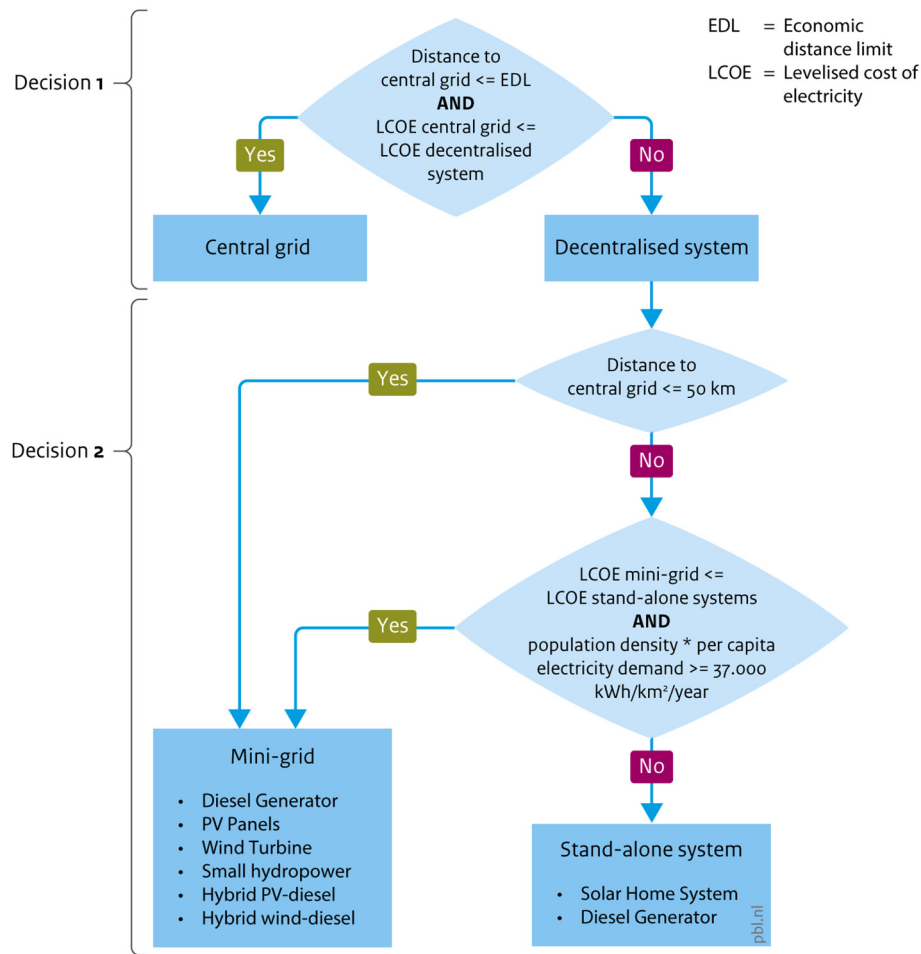 EDL = Economic
distance limit
LCOE = Levelised cost of
electricity
Decision 1
Distance to
central grid <= EDL
AND
LCOE central grid <=
LCOE decentralised
system
Yes
No
Central grid
Decentralised system
Decision 2
Distance to
central grid <= 50 km
Yes
No
LCOE mini-grid <=
LCOE stand-alone systems
AND
population density * per capita
electricity demand >= 37.000
kWh/km²/year
Yes
No
Mini-grid
• Diesel Generator
• PV Panels
• Wind Turbine
• Small hydropower
• Hybrid PV-diesel
• Hybrid wind-diesel
Stand-alone system
• Solar Home System
• Diesel Generator
pbl.nl